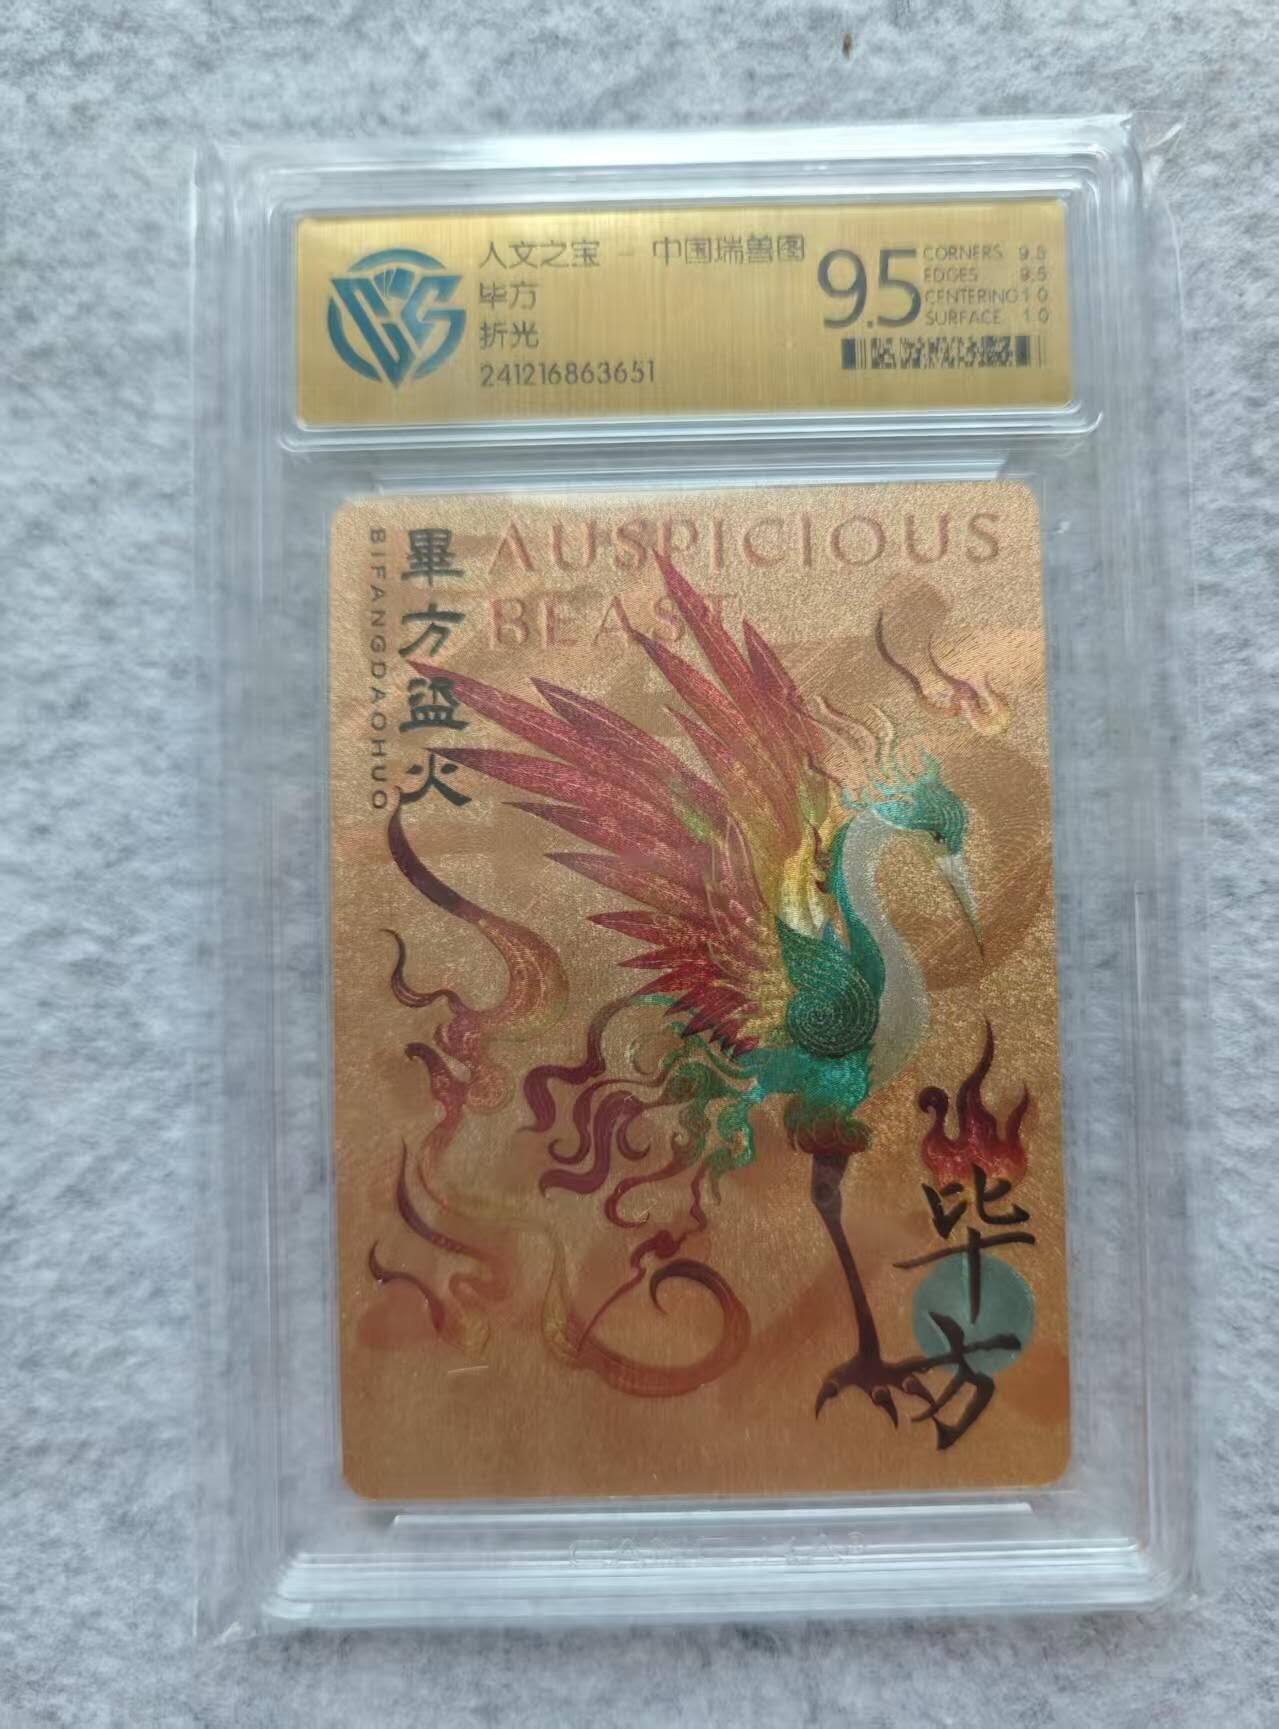 人文之宝 - 中国瑞兽图
毕方
折光
241216863651
9.5
CORNERS 9.5
EDGES 9.5
CENTERING 10
SURFACE 10
AUSPICIOUS
BEAST
畢方盜火
BIFANGDAOHUO
毕方